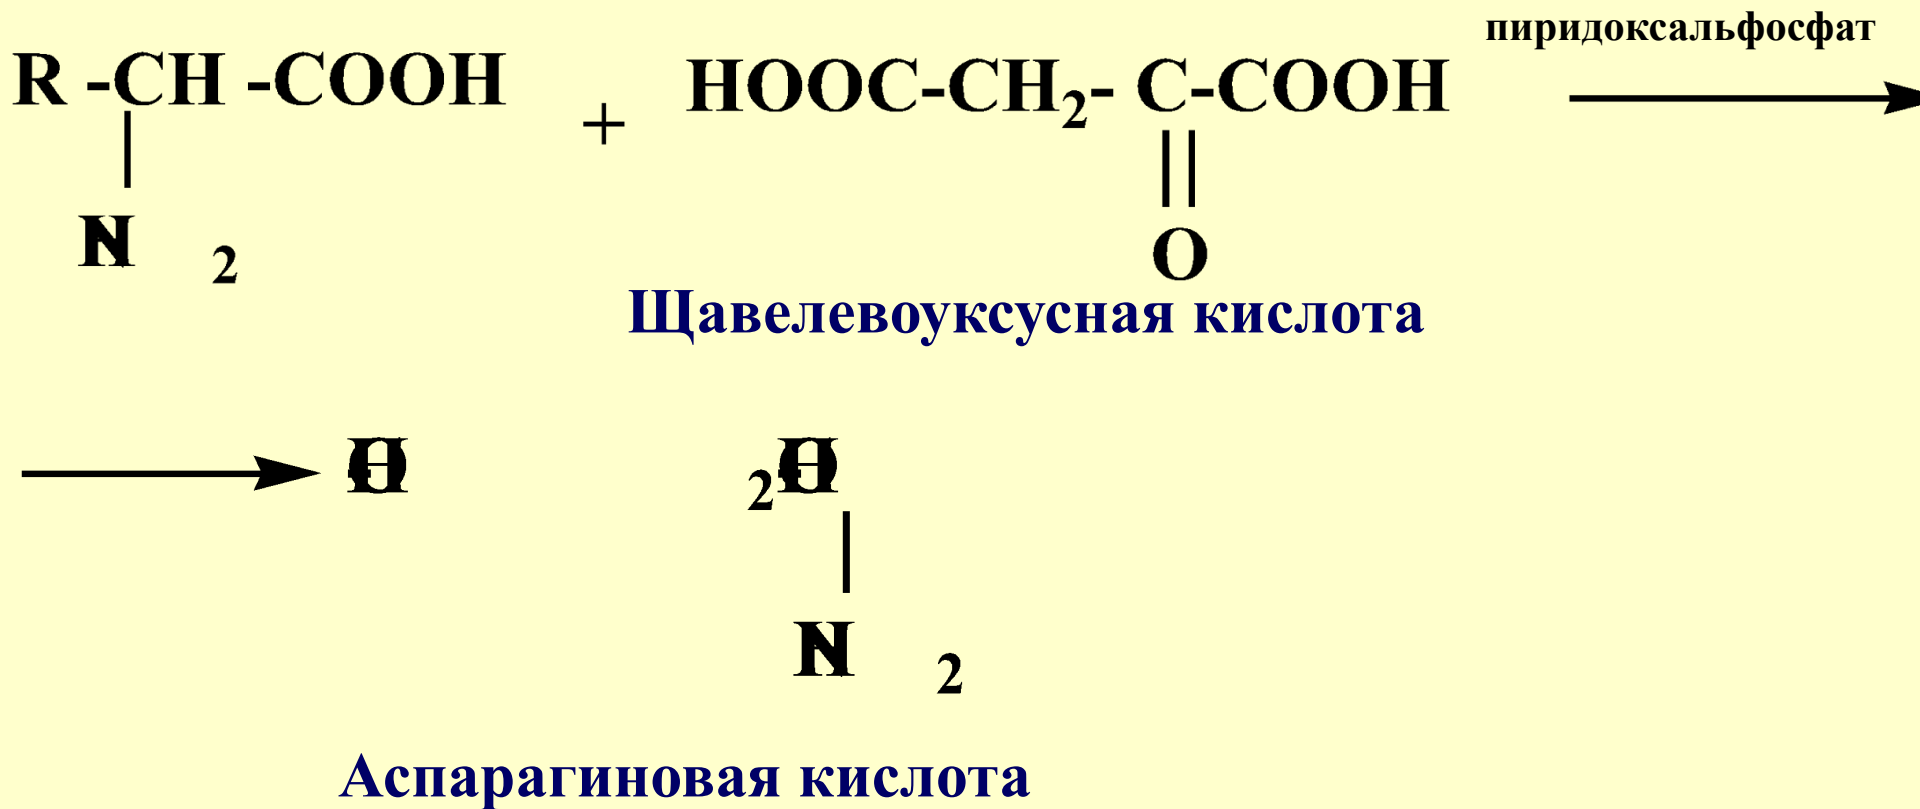 пиридоксальфосфат
R -CH -COOH + HOOC-CH2- C-COOH
2
O
Щавелевоуксусная кислота
2
2
Аспарагиновая кислота